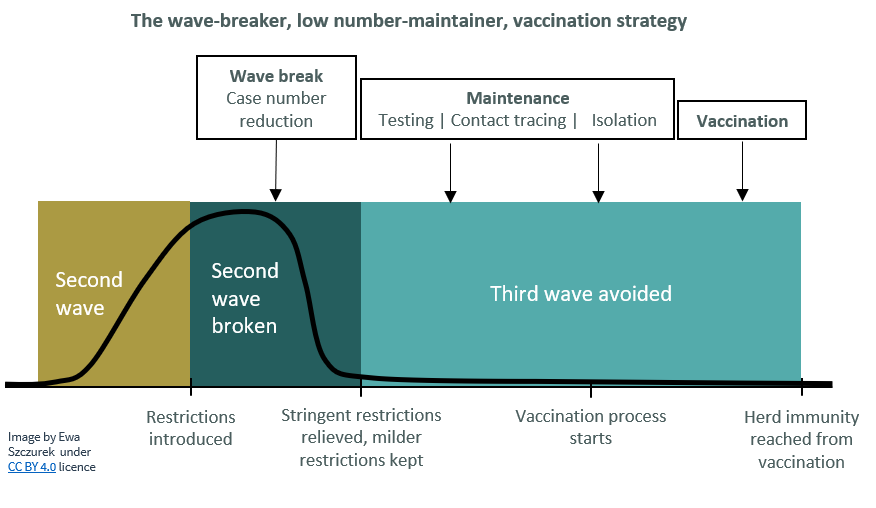 The wave-breaker, low number-maintainer, vaccination strategy
Wave break
Case number
reduction
Maintenance
Testing | Contact tracing | Isolation
Vaccination
Second
wave
Second
wave
broken
Third wave avoided
Restrictions
introduced
Stringent restrictions
relieved, milder
restrictions kept
Vaccination process
starts
Herd immunity
reached from
vaccination
Image by Ewa
Szczurek under
CC BY 4.0 licence